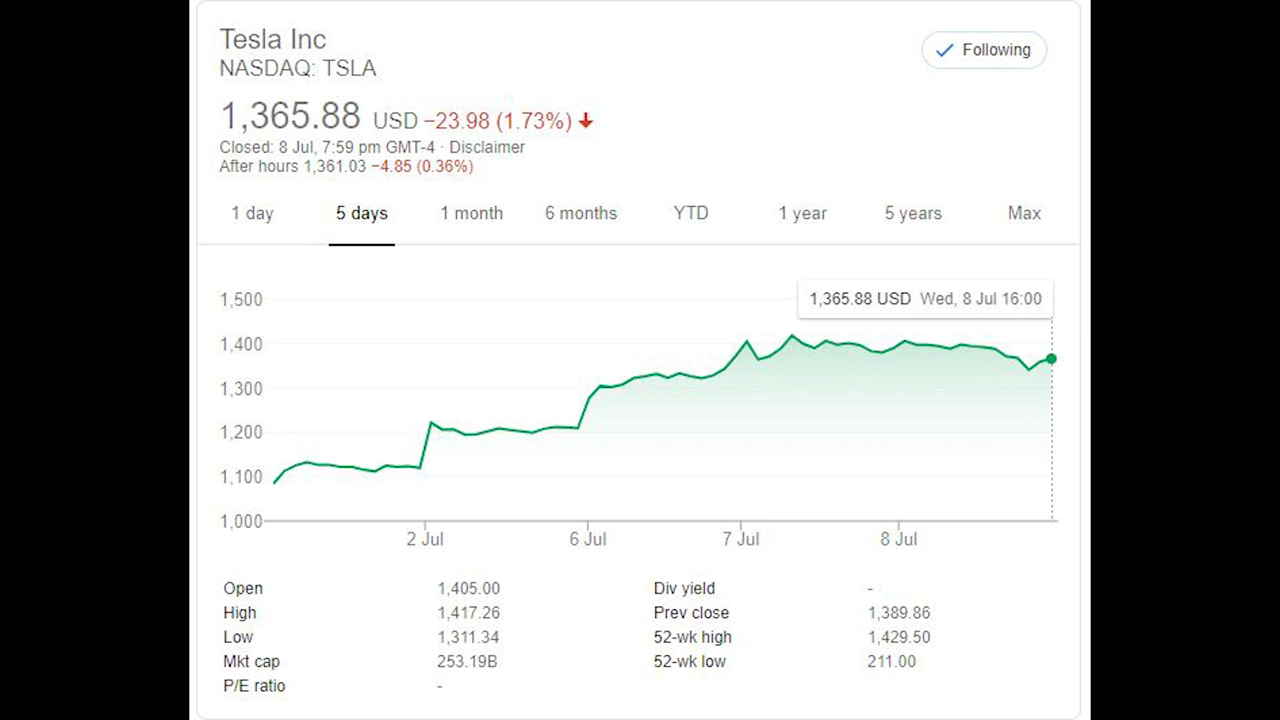 Tesla Inc
NASDAQ: TSLA
Following
1,365.88 USD −23.98 (1.73%)
Closed: 8 Jul, 7:59 pm GMT-4 · Disclaimer
After hours 1,361.03 −4.85 (0.36%)
1 day 5 days 1 month 6 months YTD 1 year 5 years Max
1,365.88 USD Wed, 8 Jul 16:00
1,500
1,400
1,300
1,200
1,100
1,000
2 Jul 6 Jul 7 Jul 8 Jul
Open 1,405.00 Div yield -
High 1,417.26 Prev close 1,389.86
Low 1,311.34 52-wk high 1,429.50
Mkt cap 253.19B 52-wk low 211.00
P/E ratio -